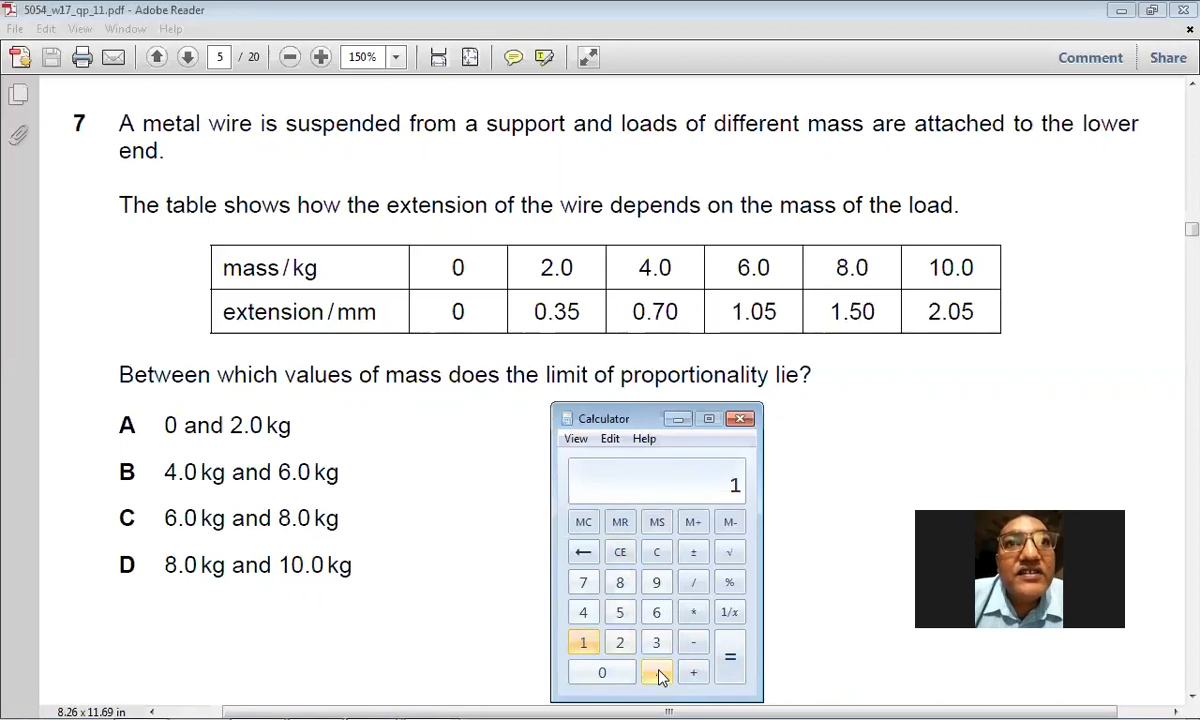 5054_w17_qp_11.pdf - Adobe Reader
File Edit View Window Help
5 / 20 150% Comment Share
7 A metal wire is suspended from a support and loads of different mass are attached to the lower
end.
The table shows how the extension of the wire depends on the mass of the load.
mass / kg 0 2.0 4.0 6.0 8.0 10.0
extension / mm 0 0.35 0.70 1.05 1.50 2.05
Between which values of mass does the limit of proportionality lie?
A 0 and 2.0 kg
B 4.0 kg and 6.0 kg
C 6.0 kg and 8.0 kg
D 8.0 kg and 10.0 kg
Calculator
View Edit Help
1
MC MR MS M+ M-
← CE C ± √
7 8 9 / %
4 5 6 * 1/x
1 2 3 - =
0 . +
8.26 x 11.69 in